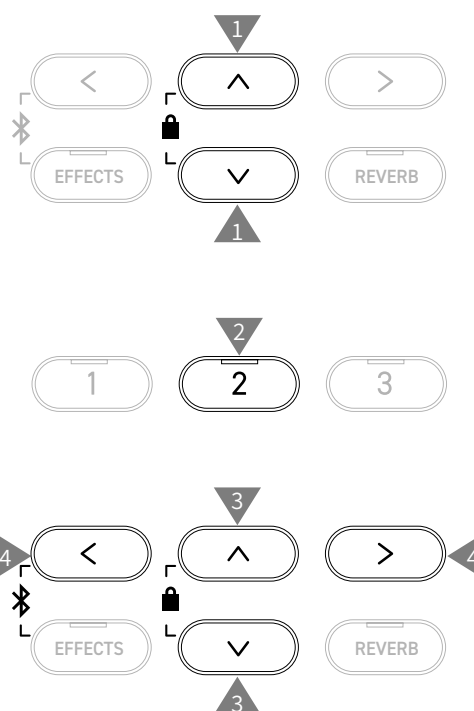 1
< ∧ >
EFFECTS ∨ REVERB
1
2
1 2 3
3
4 < ∧ > 4
EFFECTS ∨ REVERB
3